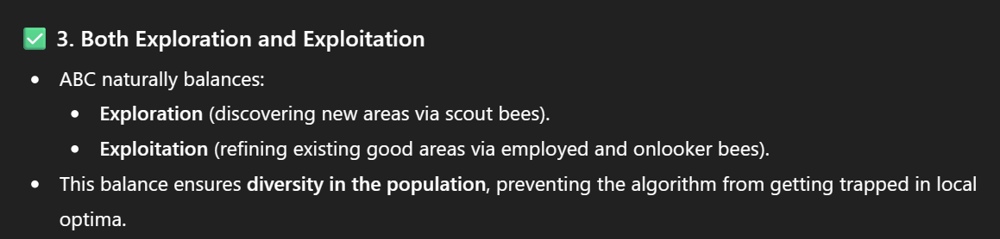 ✅ 3. Both Exploration and Exploitation
• ABC naturally balances:
• Exploration (discovering new areas via scout bees).
• Exploitation (refining existing good areas via employed and onlooker bees).
• This balance ensures diversity in the population, preventing the algorithm from getting trapped in local
optima.